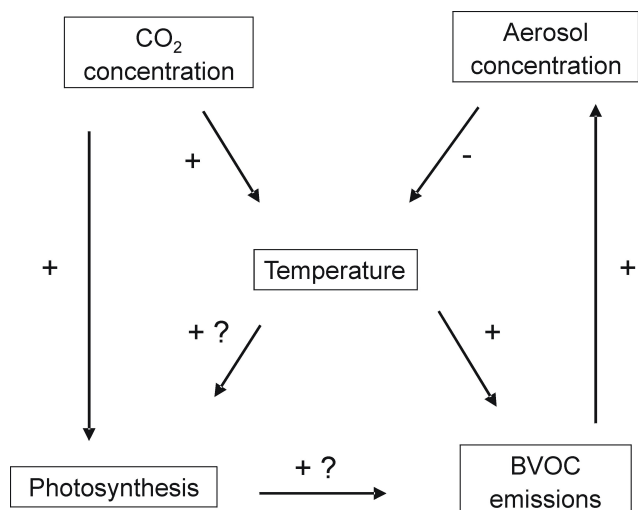 CO₂
concentration
Aerosol
concentration
+
-
+
+
Temperature
+ ?
+
+ ?
Photosynthesis
BVOC
emissions